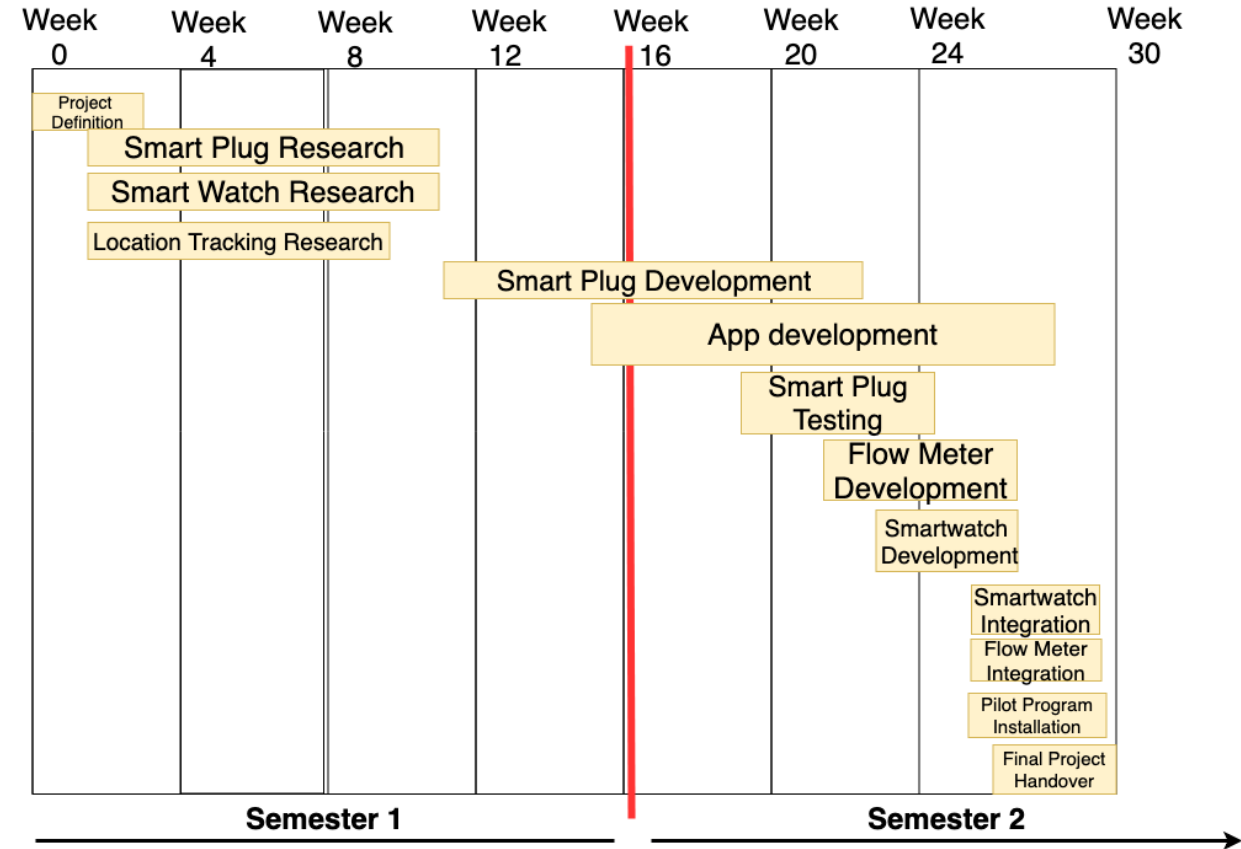 Week Week Week Week Week Week Week Week
0 4 8 12 16 20 24 30
Project
Definition
Smart Plug Research
Smart Watch Research
Location Tracking Research
Smart Plug Development
App development
Smart Plug
Testing
Flow Meter
Development
Smartwatch
Development
Smartwatch
Integration
Flow Meter
Integration
Pilot Program
Installation
Final Project
Handover
Semester 1 Semester 2